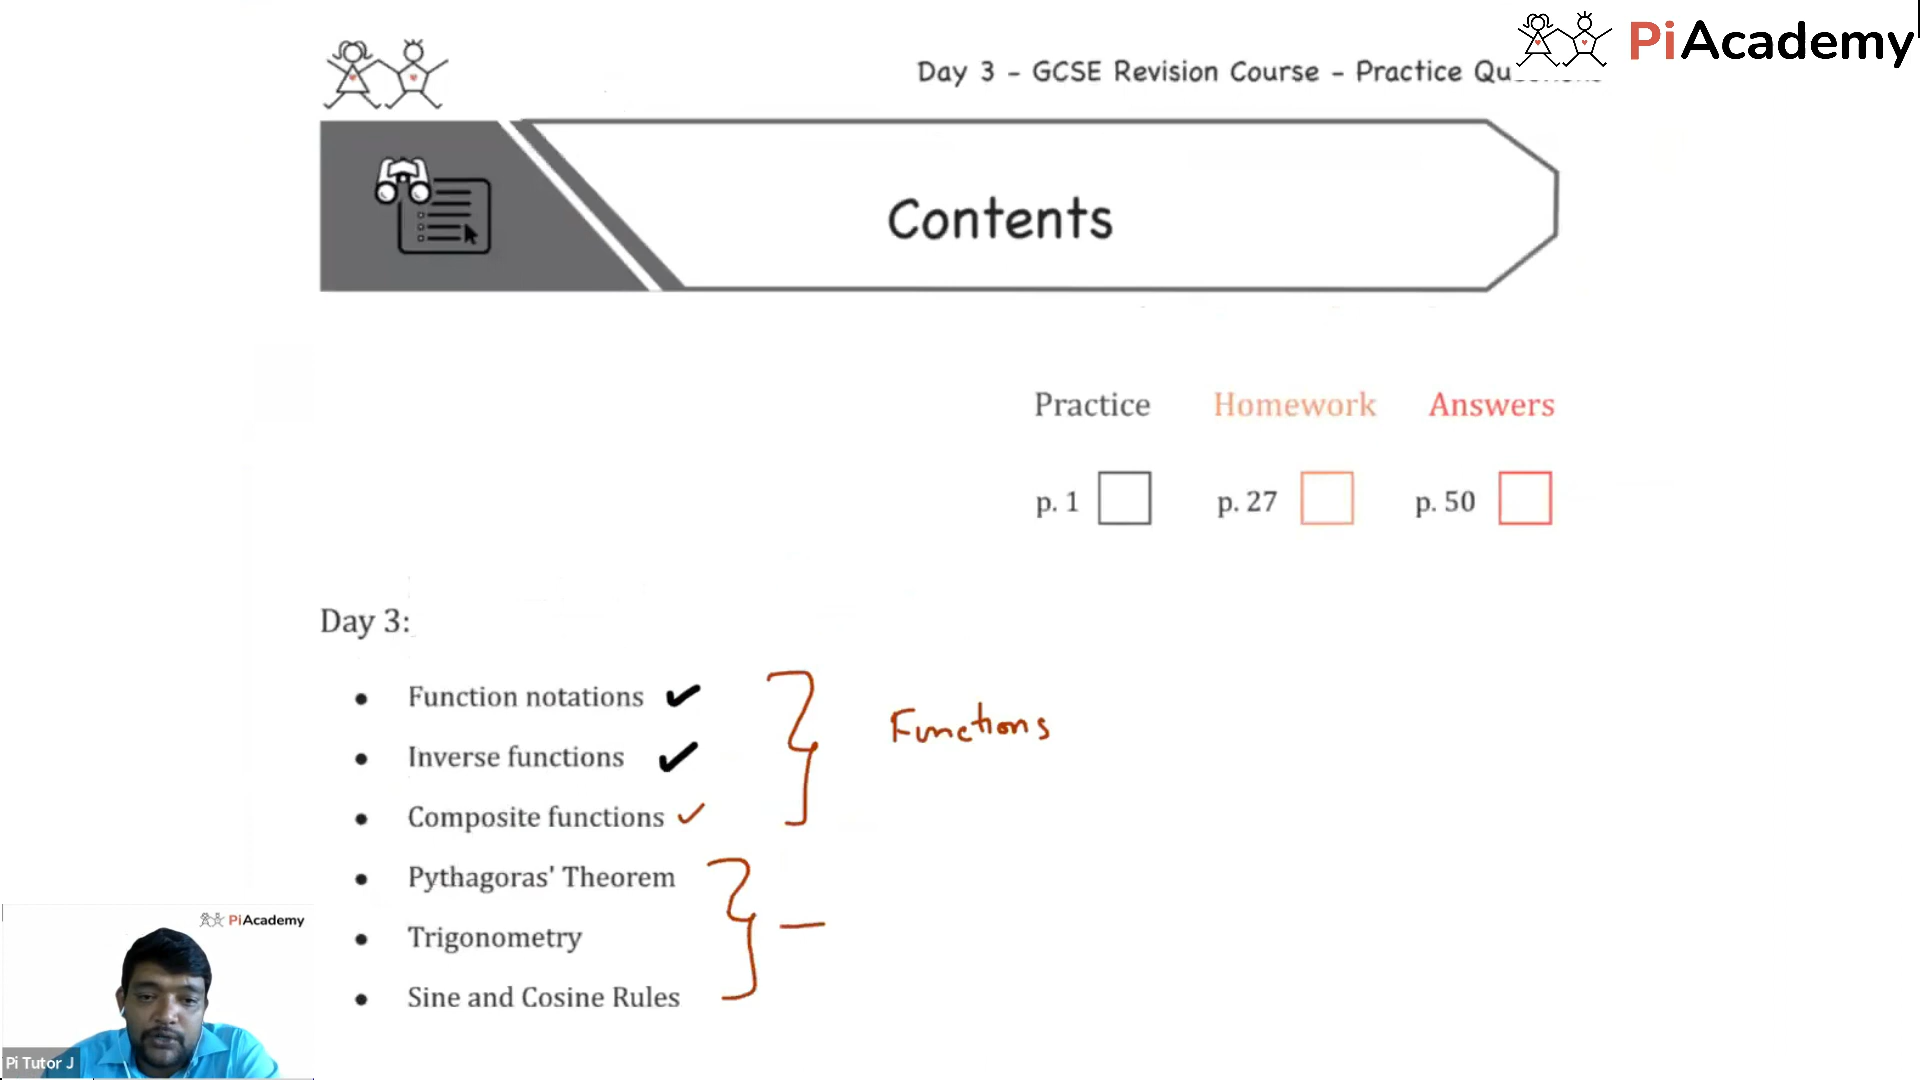 PiAcademy
Day 3 - GCSE Revision Course - Practice
Contents
Practice Homework Answers
p. 1 p. 27 p. 50
Day 3:
• Function notations ✔
• Inverse functions ✔
Functions
• Composite functions ✓
• Pythagoras' Theorem
• Trigonometry
• Sine and Cosine Rules
PiAcademy
Pi Tutor J